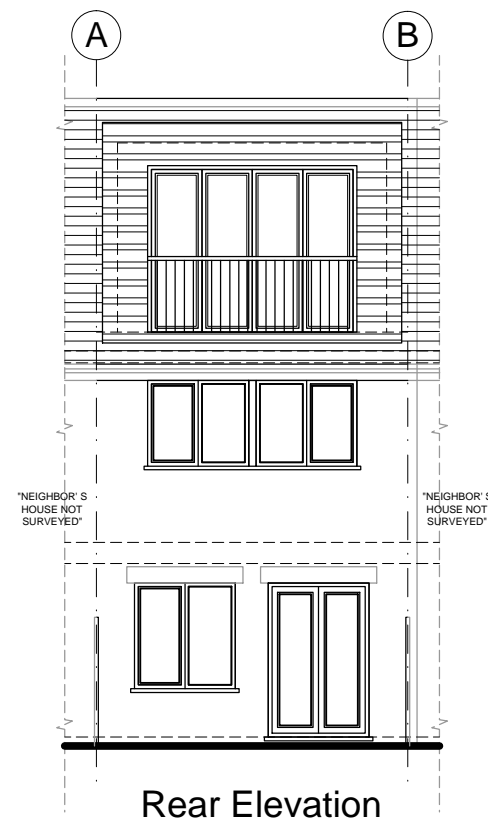 A
B
"NEIGHBOR' S
HOUSE NOT
SURVEYED"
"NEIGHBOR' S
HOUSE NOT
SURVEYED"
Rear Elevation